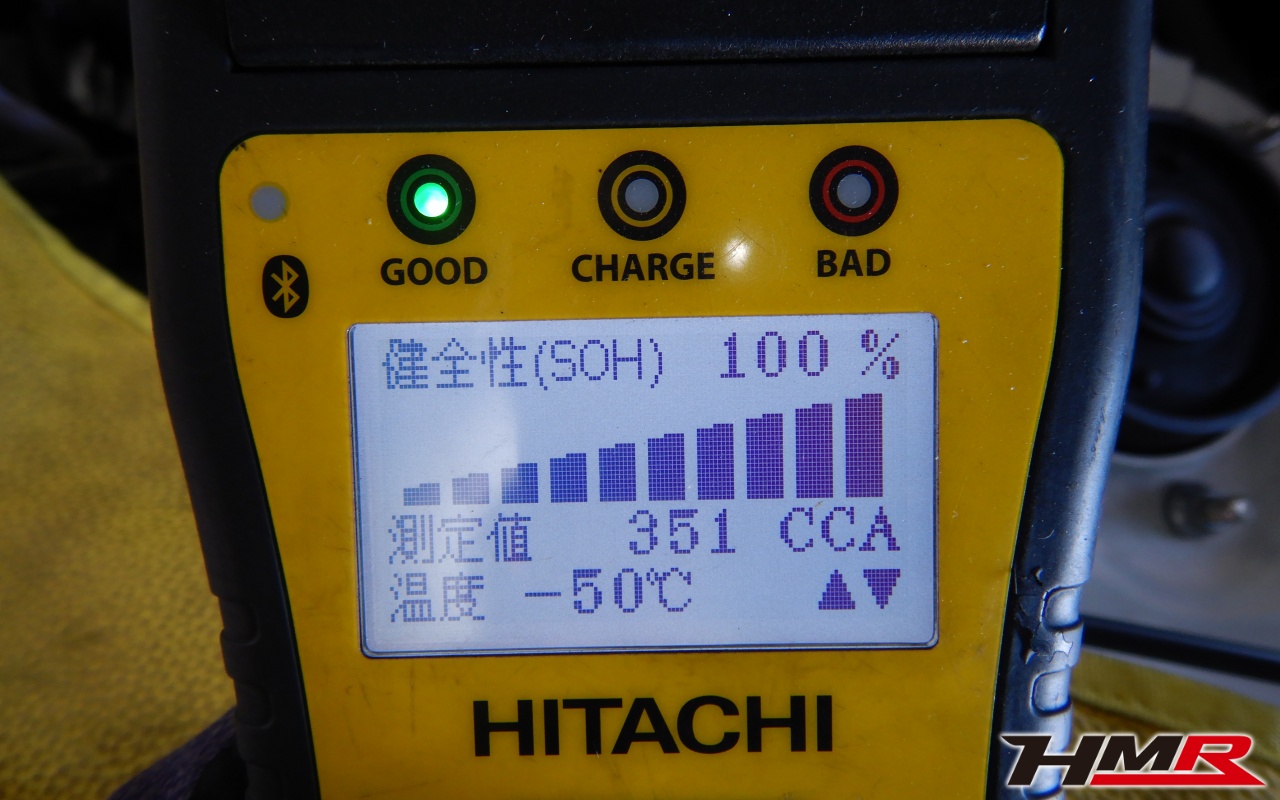 GOOD
CHARGE
BAD
健全性(SOH) 100 %
測定値 351 CCA
温度 -50℃ ▲▼
HITACHI
HMR